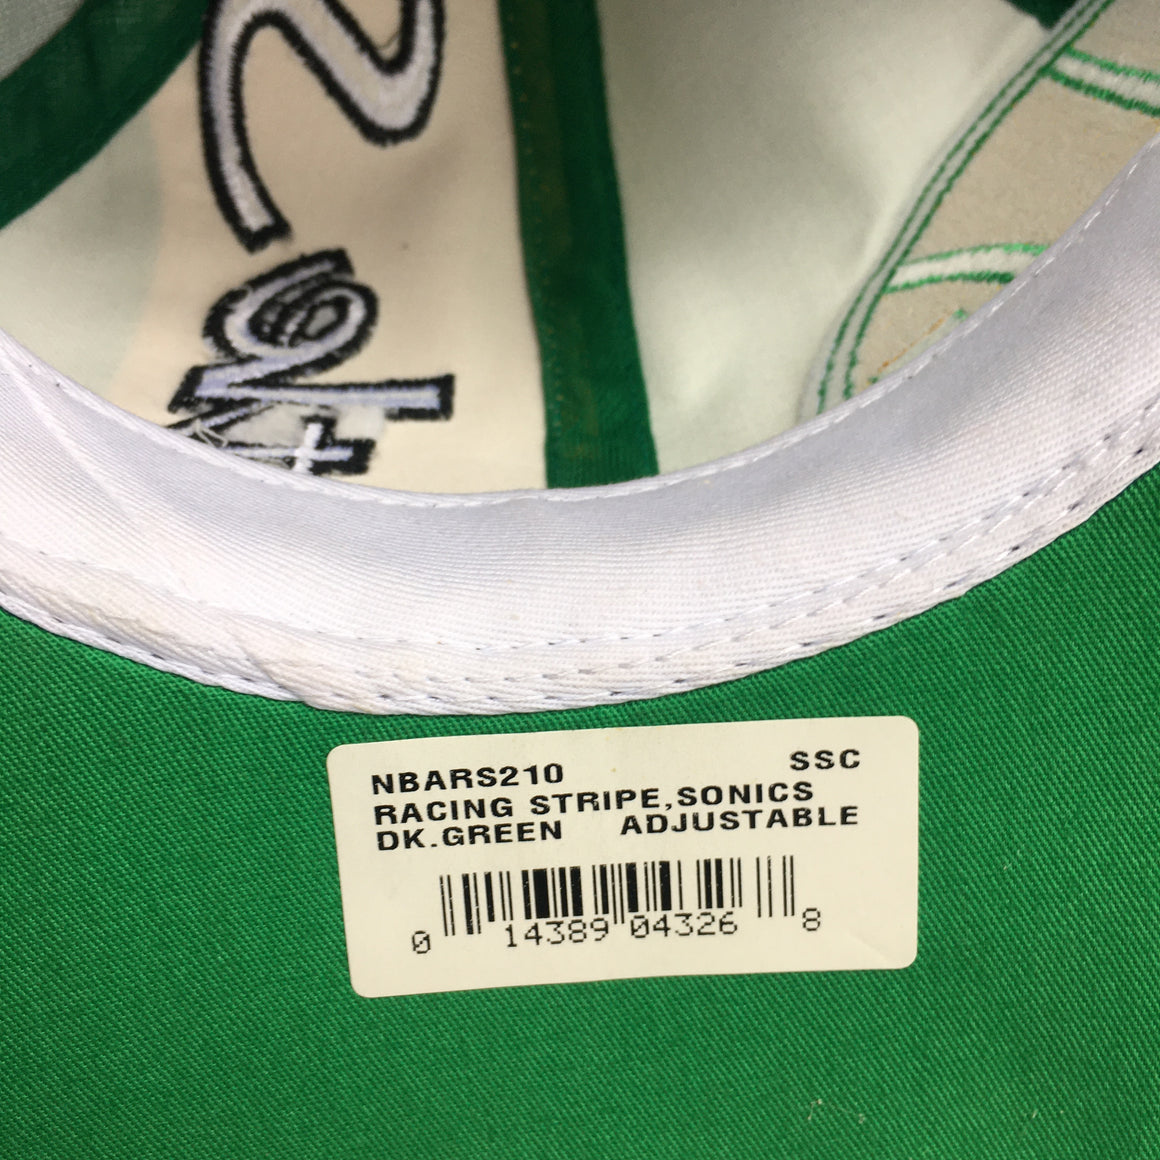 NBARS210 SSC
RACING STRIPE,SONICS
DK.GREEN ADJUSTABLE
0 14389 04326 8